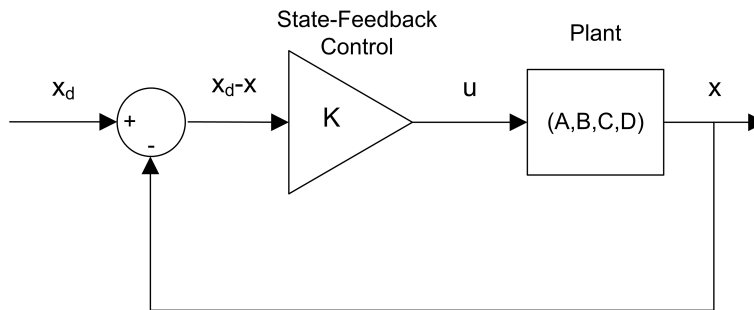 State-Feedback
Control
Plant
x_d
x_d-x
u
x
+
-
K
(A,B,C,D)